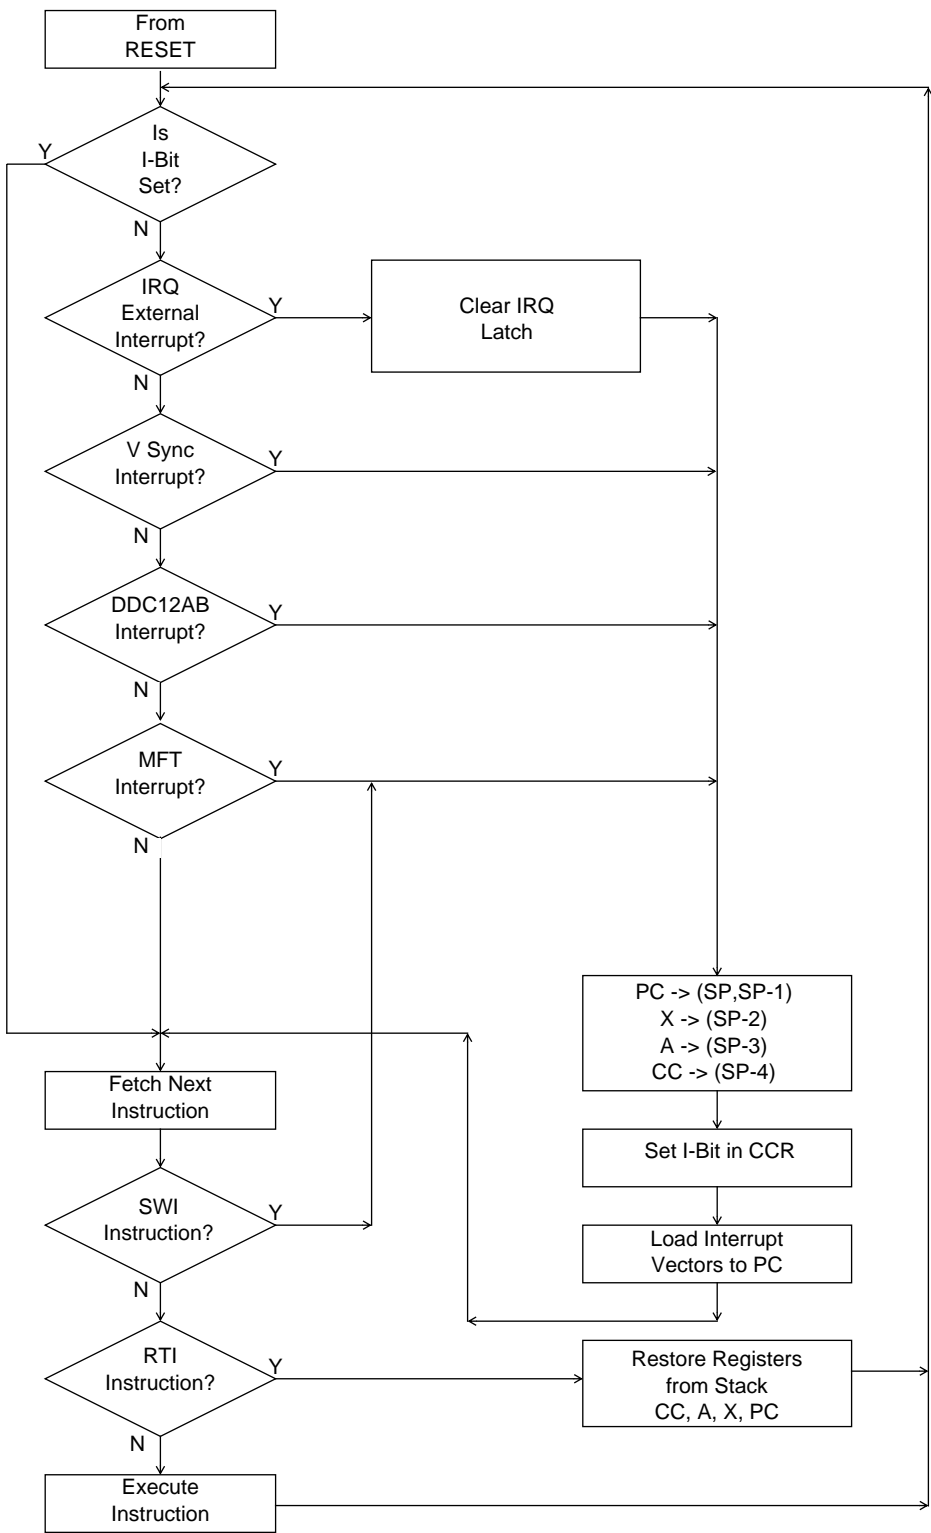 From
RESET
Is
I-Bit
Set?
Y
N
IRQ
External
Interrupt?
Y
N
Clear IRQ
Latch
V Sync
Interrupt?
Y
N
DDC12AB
Interrupt?
Y
N
MFT
Interrupt?
Y
N
PC -> (SP,SP-1)
X -> (SP-2)
A -> (SP-3)
CC -> (SP-4)
Set I-Bit in CCR
Load Interrupt
Vectors to PC
Fetch Next
Instruction
SWI
Instruction?
Y
N
RTI
Instruction?
Y
N
Restore Registers
from Stack
CC, A, X, PC
Execute
Instruction